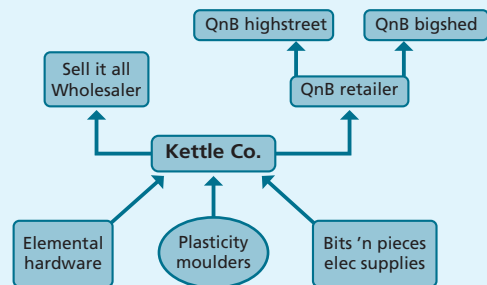 QnB highstreet
QnB bigshed
Sell it all
Wholesaler
QnB retailer
Kettle Co.
Elemental
hardware
Plasticity
moulders
Bits 'n pieces
elec supplies